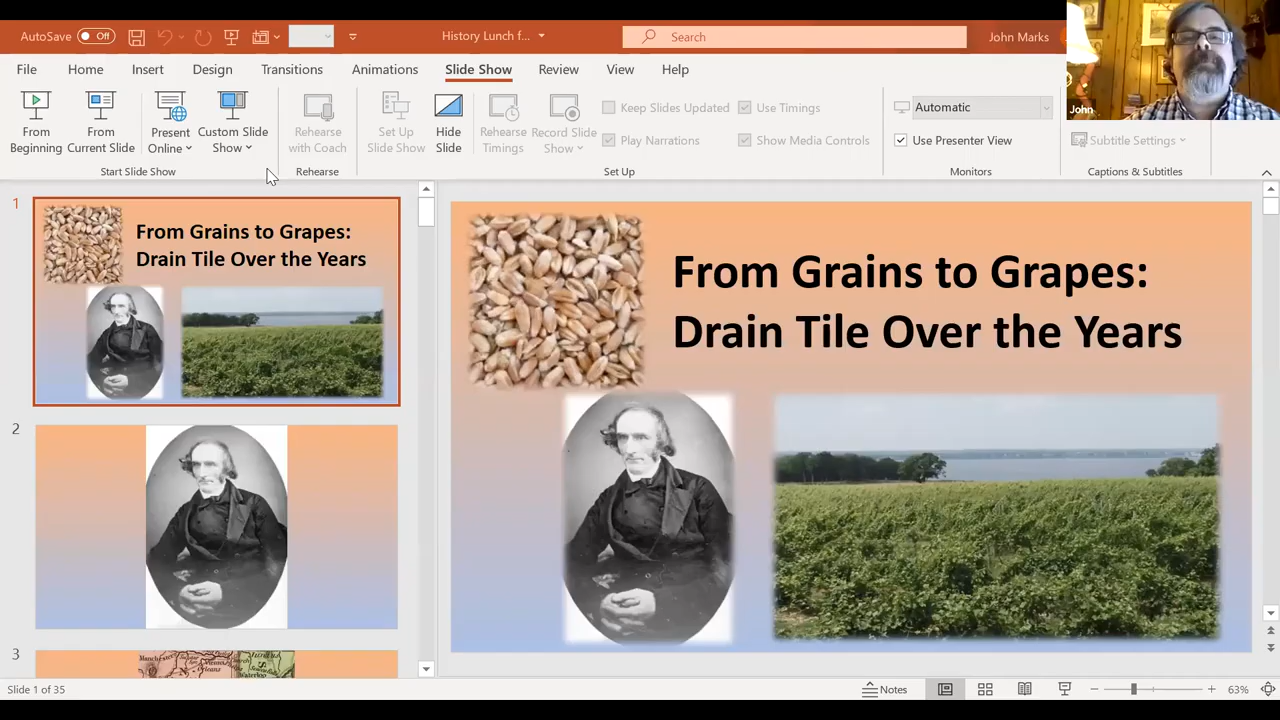 AutoSave Off
History Lunch f...
Search
John Marks
File Home Insert Design Transitions Animations Slide Show Review View Help
From Beginning
From Current Slide
Present Online
Custom Slide Show
Rehearse with Coach
Set Up Slide Show
Hide Slide
Rehearse Timings
Record Slide Show
Keep Slides Updated
Use Timings
Play Narrations
Show Media Controls
Automatic
Use Presenter View
Subtitle Settings
John
Start Slide Show
Rehearse
Set Up
Monitors
Captions & Subtitles
1
From Grains to Grapes:
Drain Tile Over the Years
2
3
Waterloo
From Grains to Grapes:
Drain Tile Over the Years
Slide 1 of 35
Notes
63%